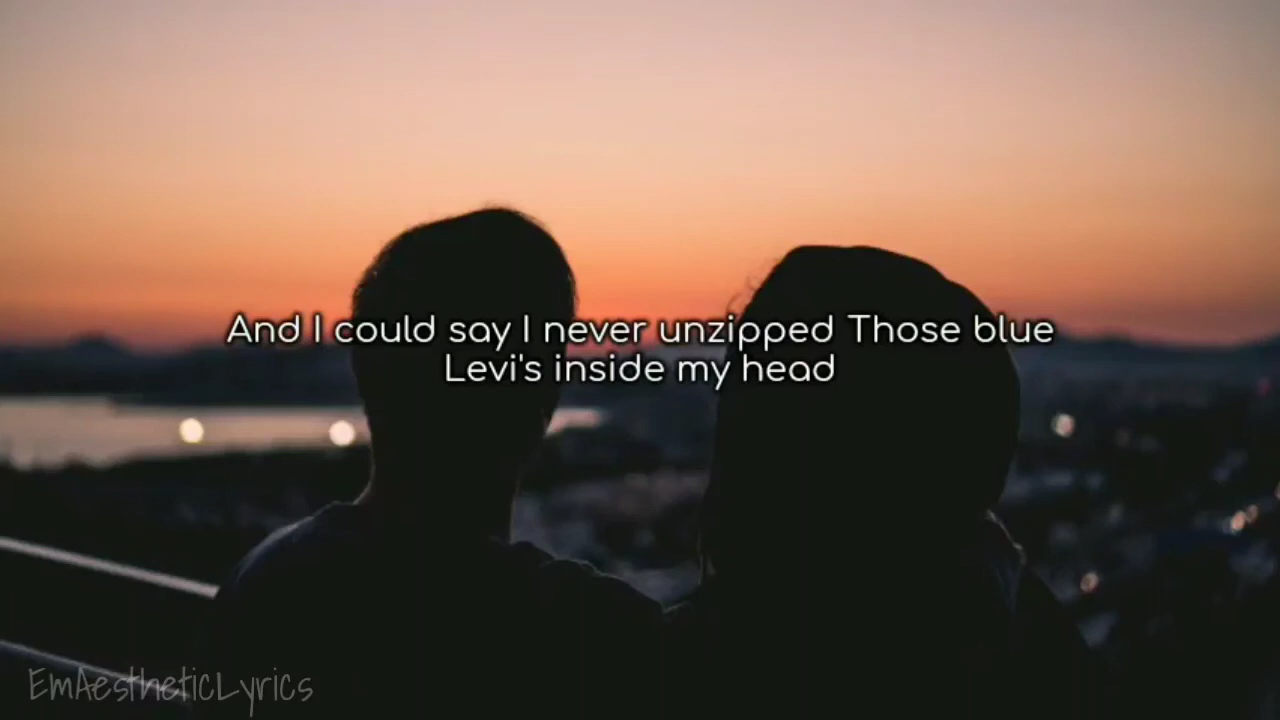 And I could say I never unzipped Those blue
Levi's inside my head
EmAestheticLyrics